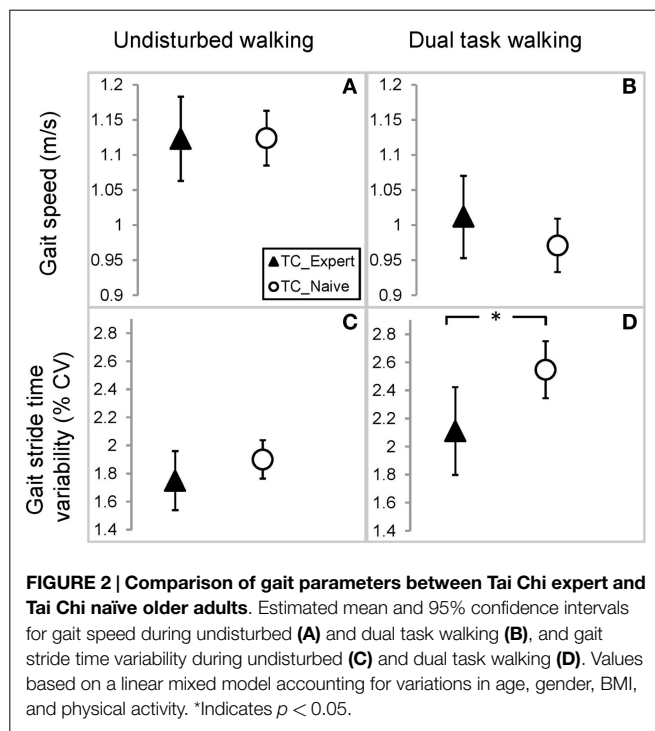 Undisturbed walking
Dual task walking
Gait speed (m/s)
1.2
1.15
1.1
1.05
1
0.95
0.9
A
TC_Expert
TC_Naive
1.2
1.15
1.1
1.05
1
0.95
0.9
B
Gait stride time
variability (% CV)
2.8
2.6
2.4
2.2
2
1.8
1.6
1.4
C
2.8
2.6
2.4
2.2
2
1.8
1.6
1.4
*
D
FIGURE 2 | Comparison of gait parameters between Tai Chi expert and
Tai Chi naïve older adults. Estimated mean and 95% confidence intervals
for gait speed during undisturbed (A) and dual task walking (B), and gait
stride time variability during undisturbed (C) and dual task walking (D). Values
based on a linear mixed model accounting for variations in age, gender, BMI,
and physical activity. *Indicates p < 0.05.